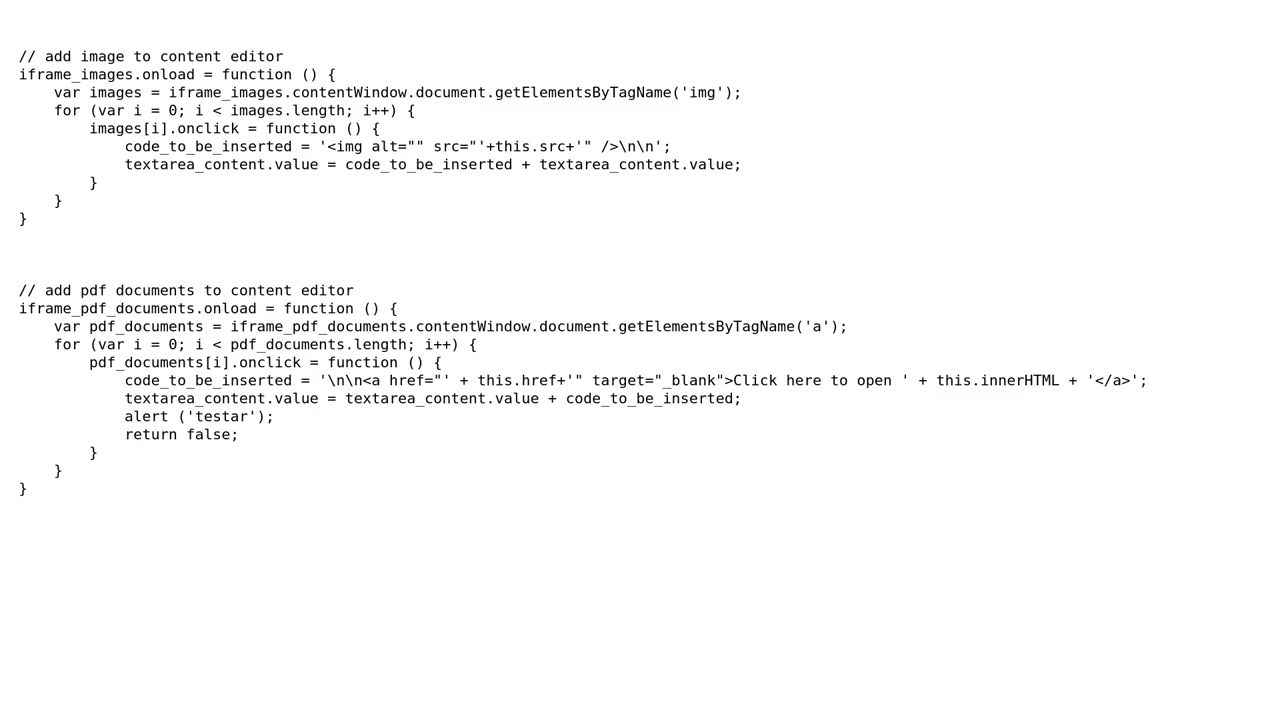 // add image to content editor
iframe_images.onload = function () {
    var images = iframe_images.contentWindow.document.getElementsByTagName('img');
    for (var i = 0; i < images.length; i++) {
        images[i].onclick = function () {
            code_to_be_inserted = '<img alt="" src="'+this.src+'" />\n\n';
            textarea_content.value = code_to_be_inserted + textarea_content.value;
        }
    }
}

// add pdf documents to content editor
iframe_pdf_documents.onload = function () {
    var pdf_documents = iframe_pdf_documents.contentWindow.document.getElementsByTagName('a');
    for (var i = 0; i < pdf_documents.length; i++) {
        pdf_documents[i].onclick = function () {
            code_to_be_inserted = '\n\n<a href="' + this.href+'" target="_blank">Click here to open ' + this.innerHTML + '</a>';
            textarea_content.value = textarea_content.value + code_to_be_inserted;
            alert ('testar');
            return false;
        }
    }
}